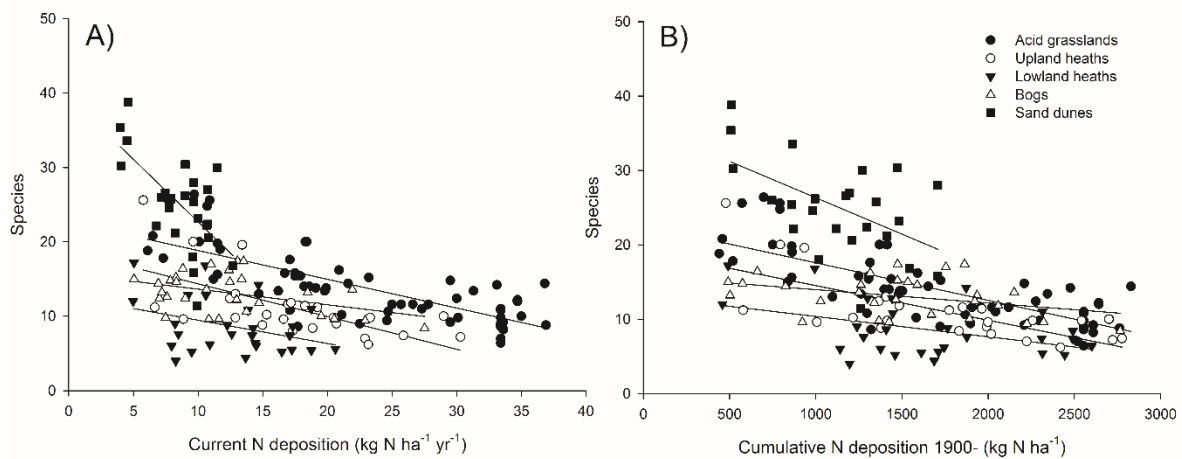 A)
50
40
30
20
10
0
Species
0 5 10 15 20 25 30 35 40
Current N deposition (kg N ha⁻¹ yr⁻¹)
B)
Acid grasslands
Upland heaths
Lowland heaths
Bogs
Sand dunes
50
40
30
20
10
0
Species
0 500 1000 1500 2000 2500 3000
Cumulative N deposition 1900- (kg N ha⁻¹)